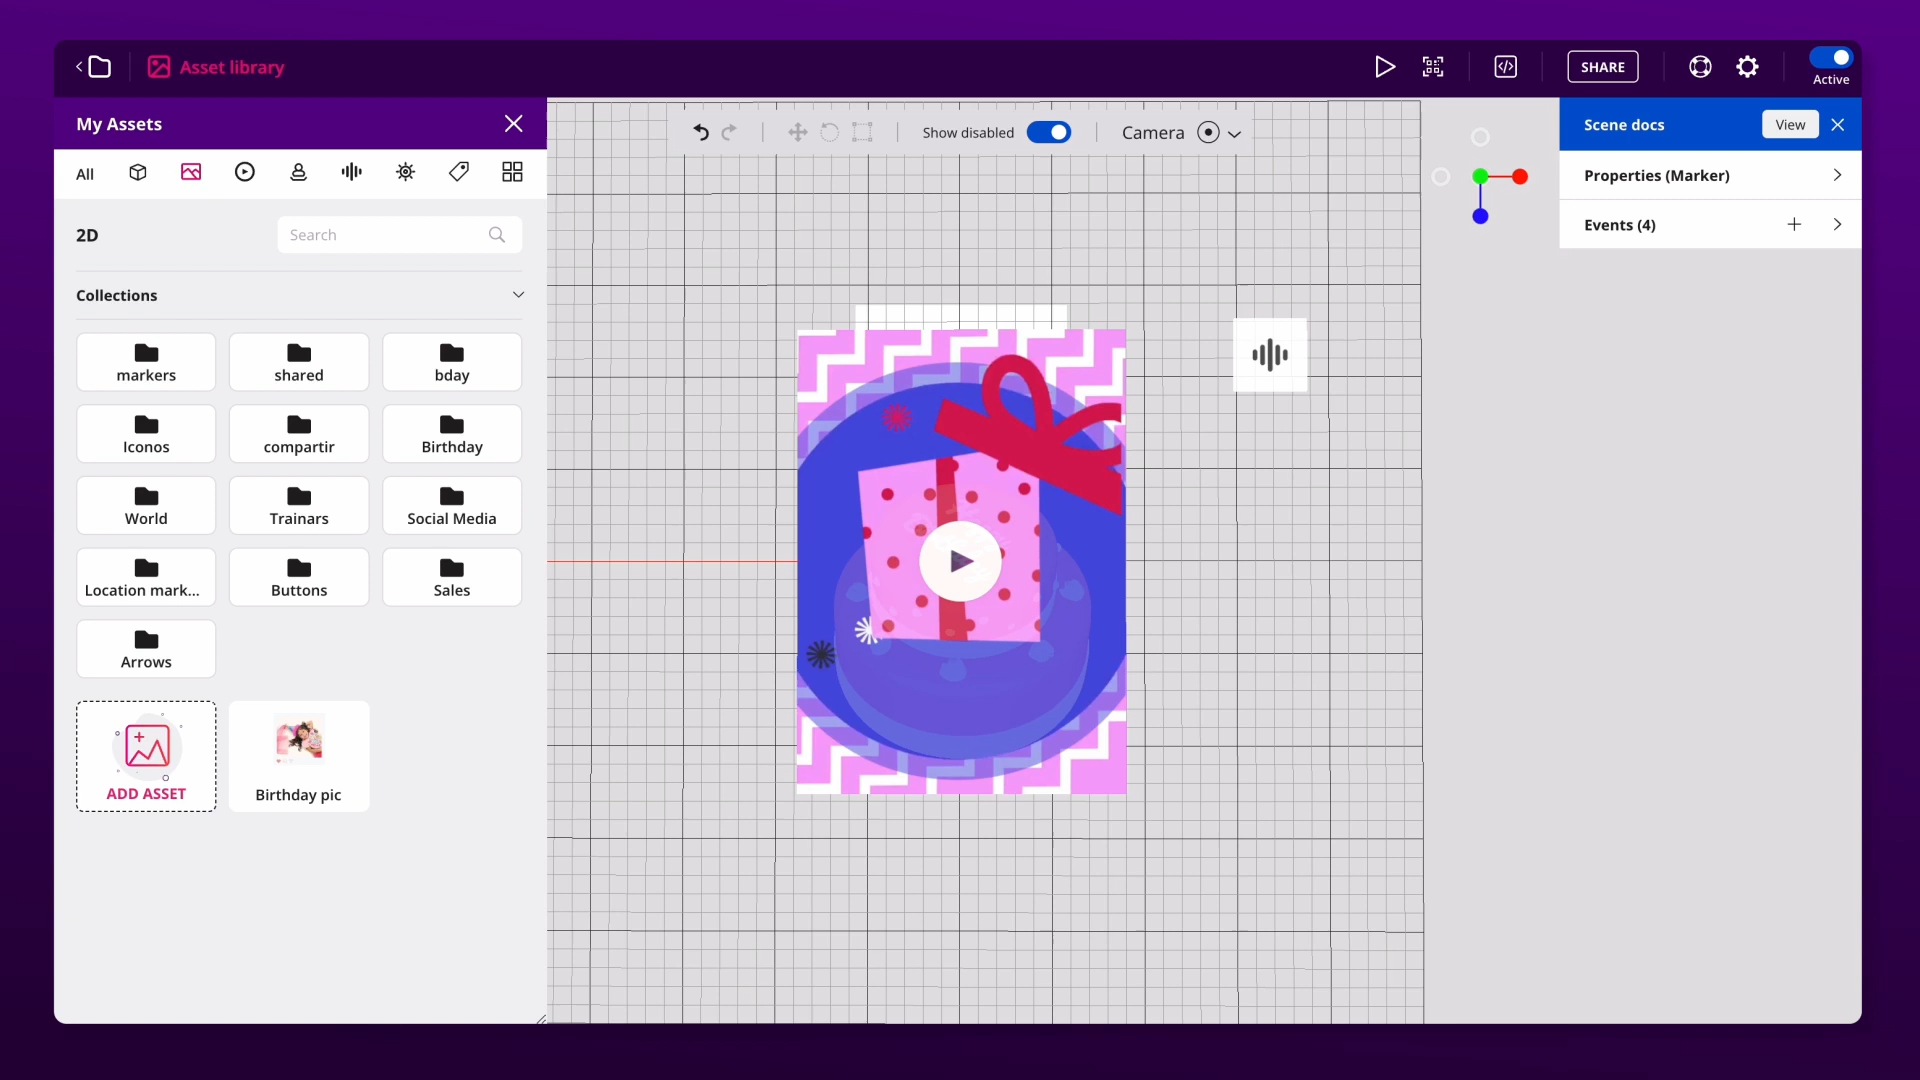 Asset library
SHARE
Active
My Assets
All
2D
Search
Collections
markers
shared
bday
Iconos
compartir
Birthday
World
Trainars
Social Media
Location mark...
Buttons
Sales
Arrows
ADD ASSET
Birthday pic
Show disabled
Camera
Scene docs
View
Properties (Marker)
Events (4)